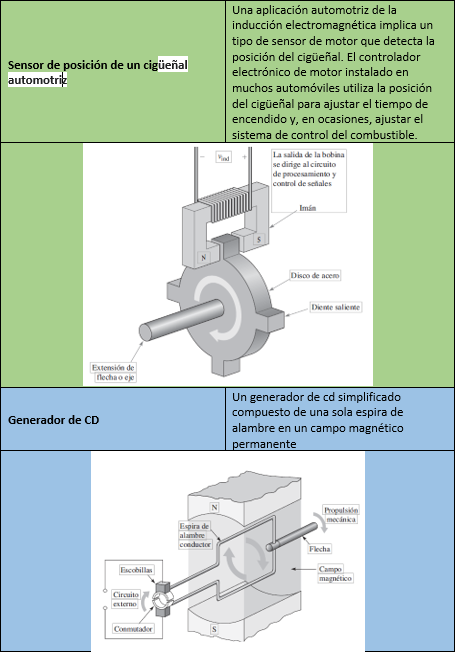 Sensor de posición de un cigüeñal
automotriz
Una aplicación automotriz de la
inducción electromagnética implica un
tipo de sensor de motor que detecta la
posición del cigüeñal. El controlador
electrónico de motor instalado en
muchos automóviles utiliza la posición
del cigüeñal para ajustar el tiempo de
encendido y, en ocasiones, ajustar el
sistema de control del combustible.
− Vind +
La salida de la bobina
se dirige al circuito
de procesamiento y
control de señales
Imán
N
S
Disco de acero
Diente saliente
Extensión de
flecha o eje
Generador de CD
Un generador de cd simplificado
compuesto de una sola espira de
alambre en un campo magnético
permanente
N
Espira de
alambre
conductor
Propulsión
mecánica
Flecha
Escobillas
Campo
magnético
Circuito
externo
Conmutador
S